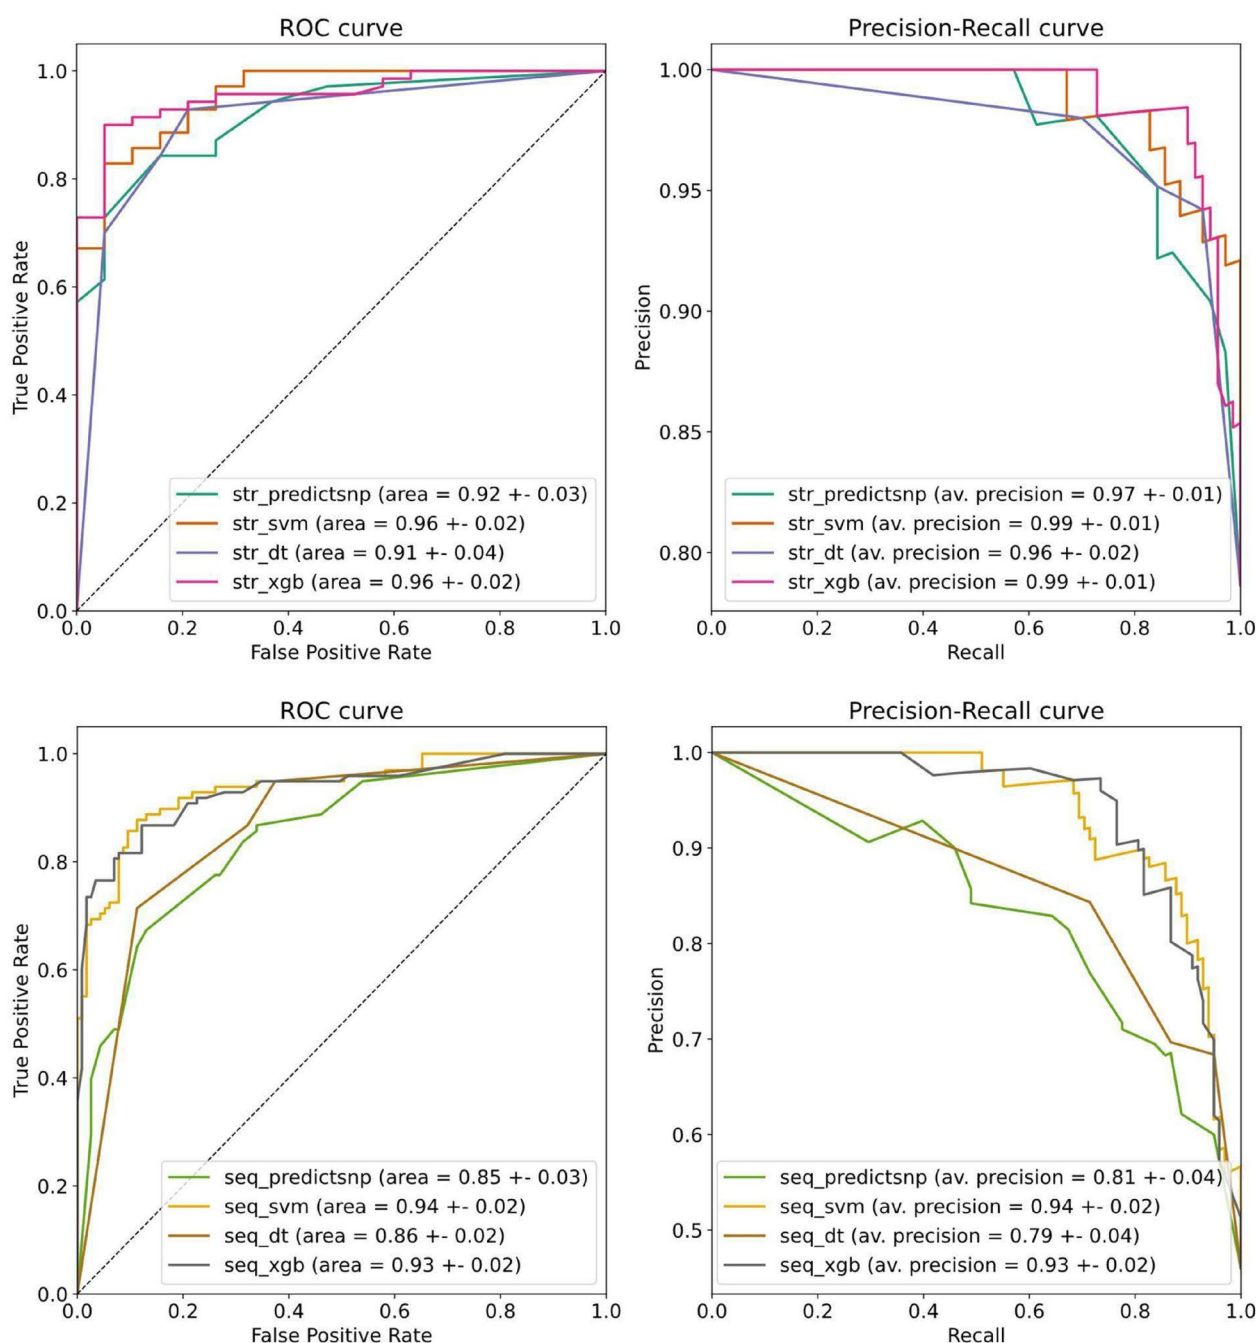 ROC curve
1.0
0.8
0.6
0.4
0.2
0.0
True Positive Rate
str_predictsnp (area = 0.92 +- 0.03)
str_svm (area = 0.96 +- 0.02)
str_dt (area = 0.91 +- 0.04)
str_xgb (area = 0.96 +- 0.02)
0.0 0.2 0.4 0.6 0.8 1.0
False Positive Rate
Precision-Recall curve
1.00
0.95
0.90
0.85
0.80
Precision
str_predictsnp (av. precision = 0.97 +- 0.01)
str_svm (av. precision = 0.99 +- 0.01)
str_dt (av. precision = 0.96 +- 0.02)
str_xgb (av. precision = 0.99 +- 0.01)
0.0 0.2 0.4 0.6 0.8 1.0
Recall
ROC curve
1.0
0.8
0.6
0.4
0.2
0.0
True Positive Rate
seq_predictsnp (area = 0.85 +- 0.03)
seq_svm (area = 0.94 +- 0.02)
seq_dt (area = 0.86 +- 0.02)
seq_xgb (area = 0.93 +- 0.02)
0.0 0.2 0.4 0.6 0.8 1.0
False Positive Rate
Precision-Recall curve
1.0
0.9
0.8
0.7
0.6
0.5
Precision
seq_predictsnp (av. precision = 0.81 +- 0.04)
seq_svm (av. precision = 0.94 +- 0.02)
seq_dt (av. precision = 0.79 +- 0.04)
seq_xgb (av. precision = 0.93 +- 0.02)
0.0 0.2 0.4 0.6 0.8 1.0
Recall